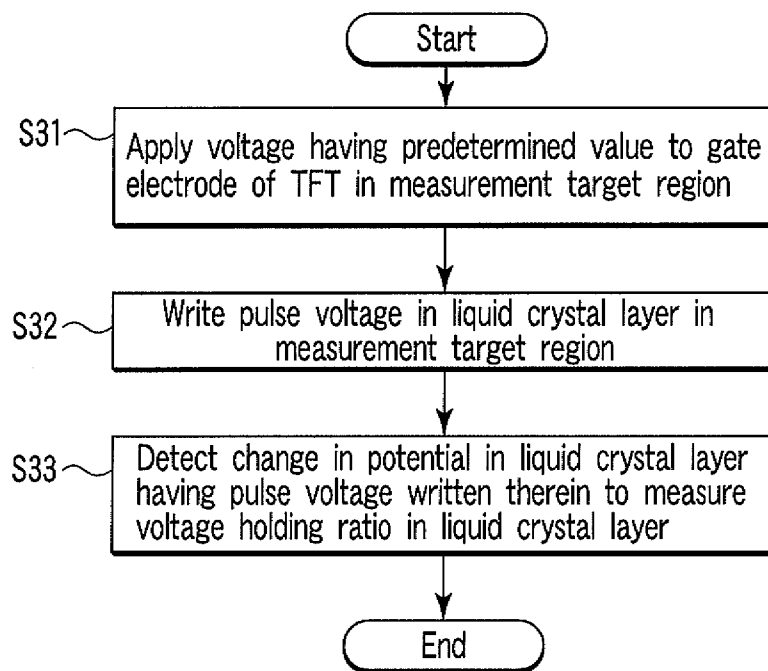 Start
S31
Apply voltage having predetermined value to gate
electrode of TFT in measurement target region
S32
Write pulse voltage in liquid crystal layer in
measurement target region
S33
Detect change in potential in liquid crystal layer
having pulse voltage written therein to measure
voltage holding ratio in liquid crystal layer
End